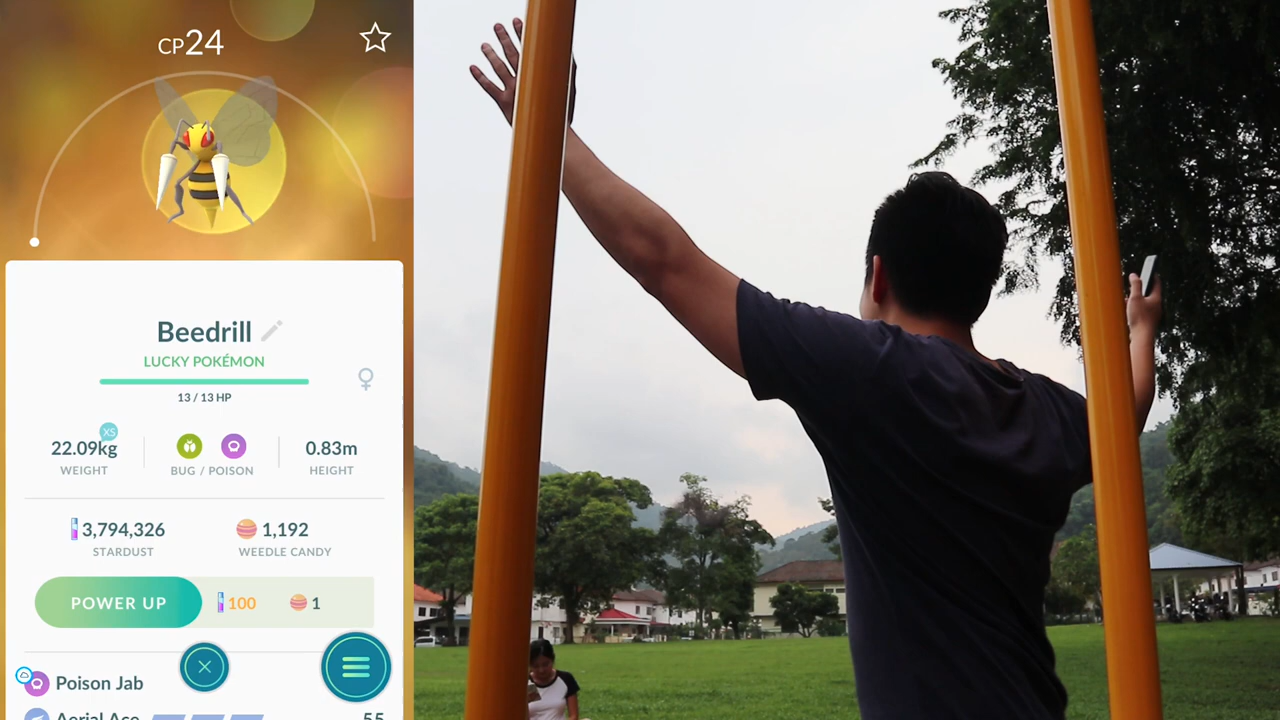 CP24
Beedrill
LUCKY POKÉMON
13 / 13 HP
XS
22.09kg
WEIGHT
BUG / POISON
0.83m
HEIGHT
3,794,326
STARDUST
1,192
WEEDLE CANDY
POWER UP
100
1
Poison Jab
Aerial Ace
55